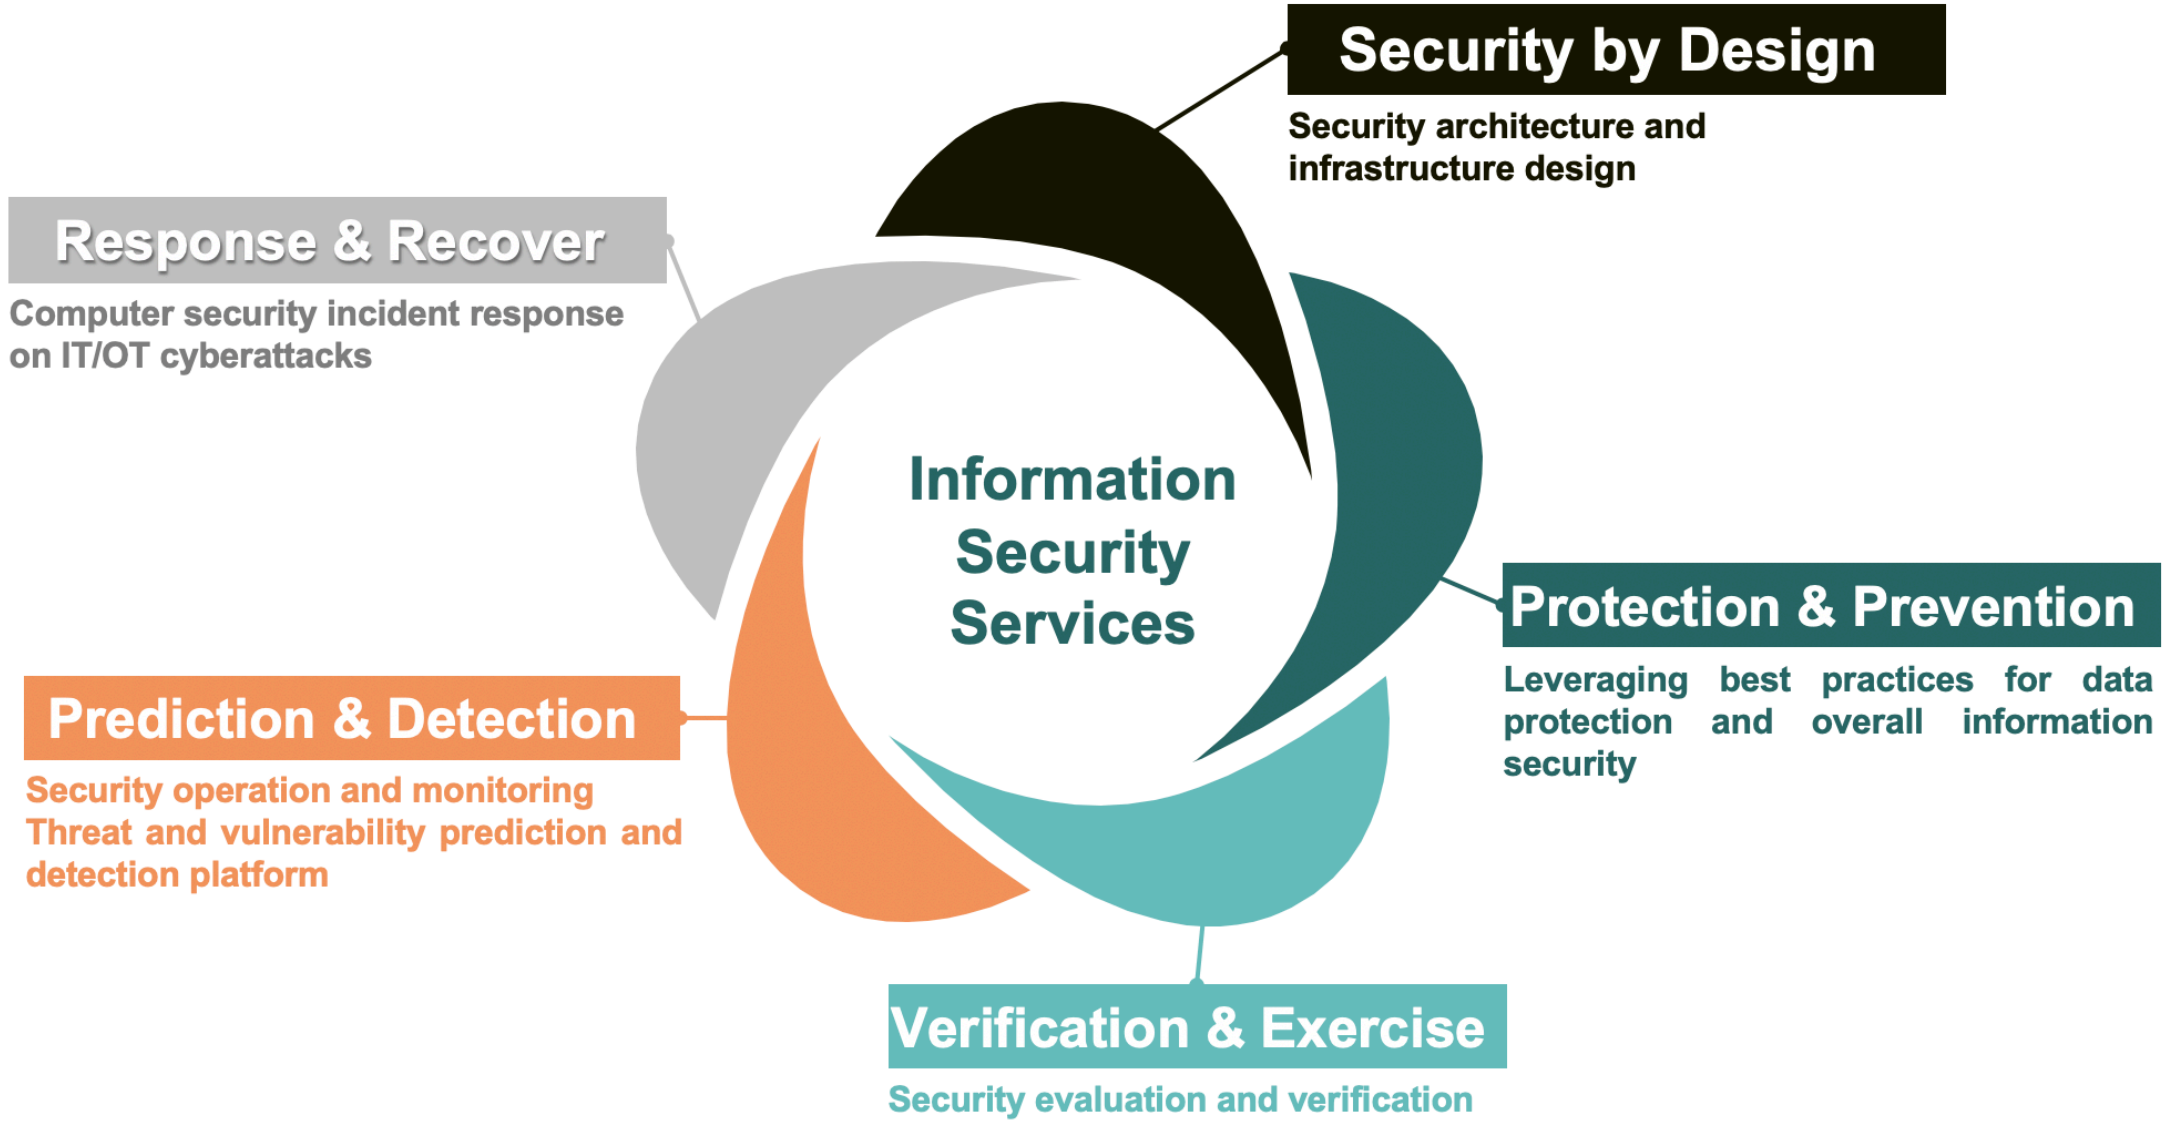 Security by Design
Security architecture and
infrastructure design
Response & Recover
Computer security incident response
on IT/OT cyberattacks
Information
Security
Services
Protection & Prevention
Leveraging best practices for data
protection and overall information
security
Prediction & Detection
Security operation and monitoring
Threat and vulnerability prediction and
detection platform
Verification & Exercise
Security evaluation and verification